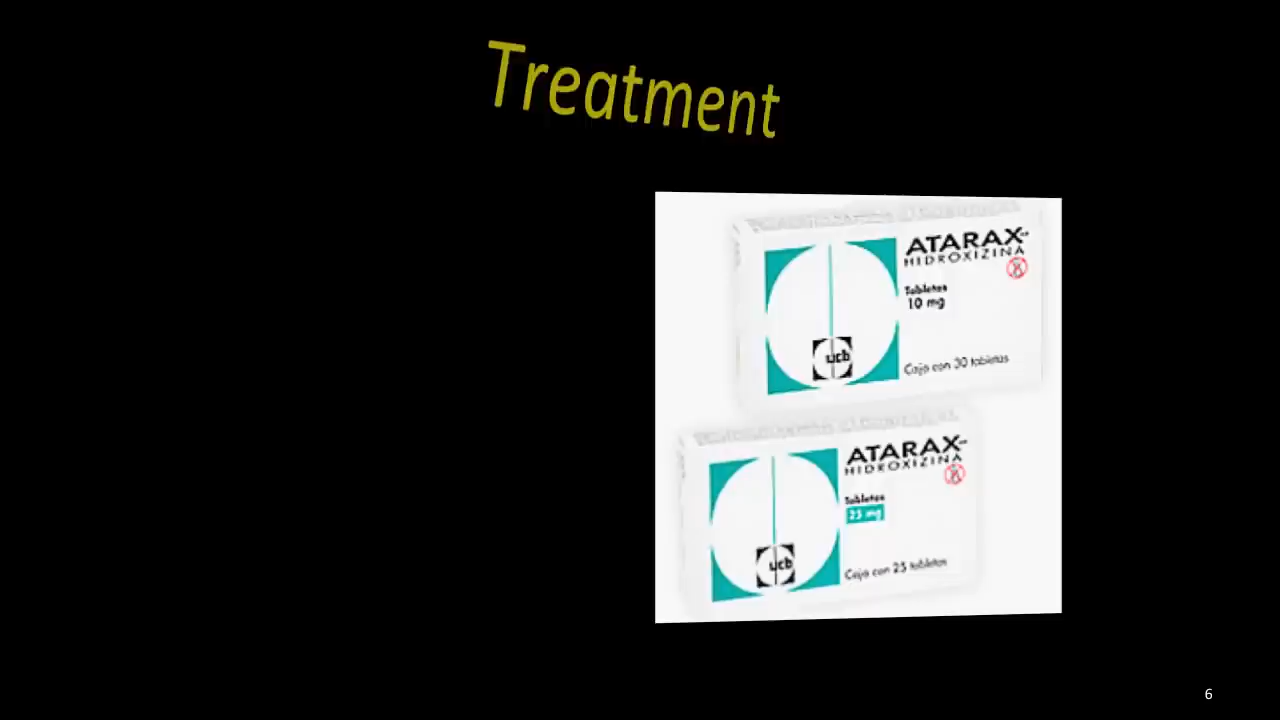 Treatment
ATARAX
HIDROXIZINA
Tabletas
10 mg
ucb
Caja con 30 tabletas
ATARAX
HIDROXIZINA
Tabletas
25 mg
ucb
Caja con 25 tabletas
6